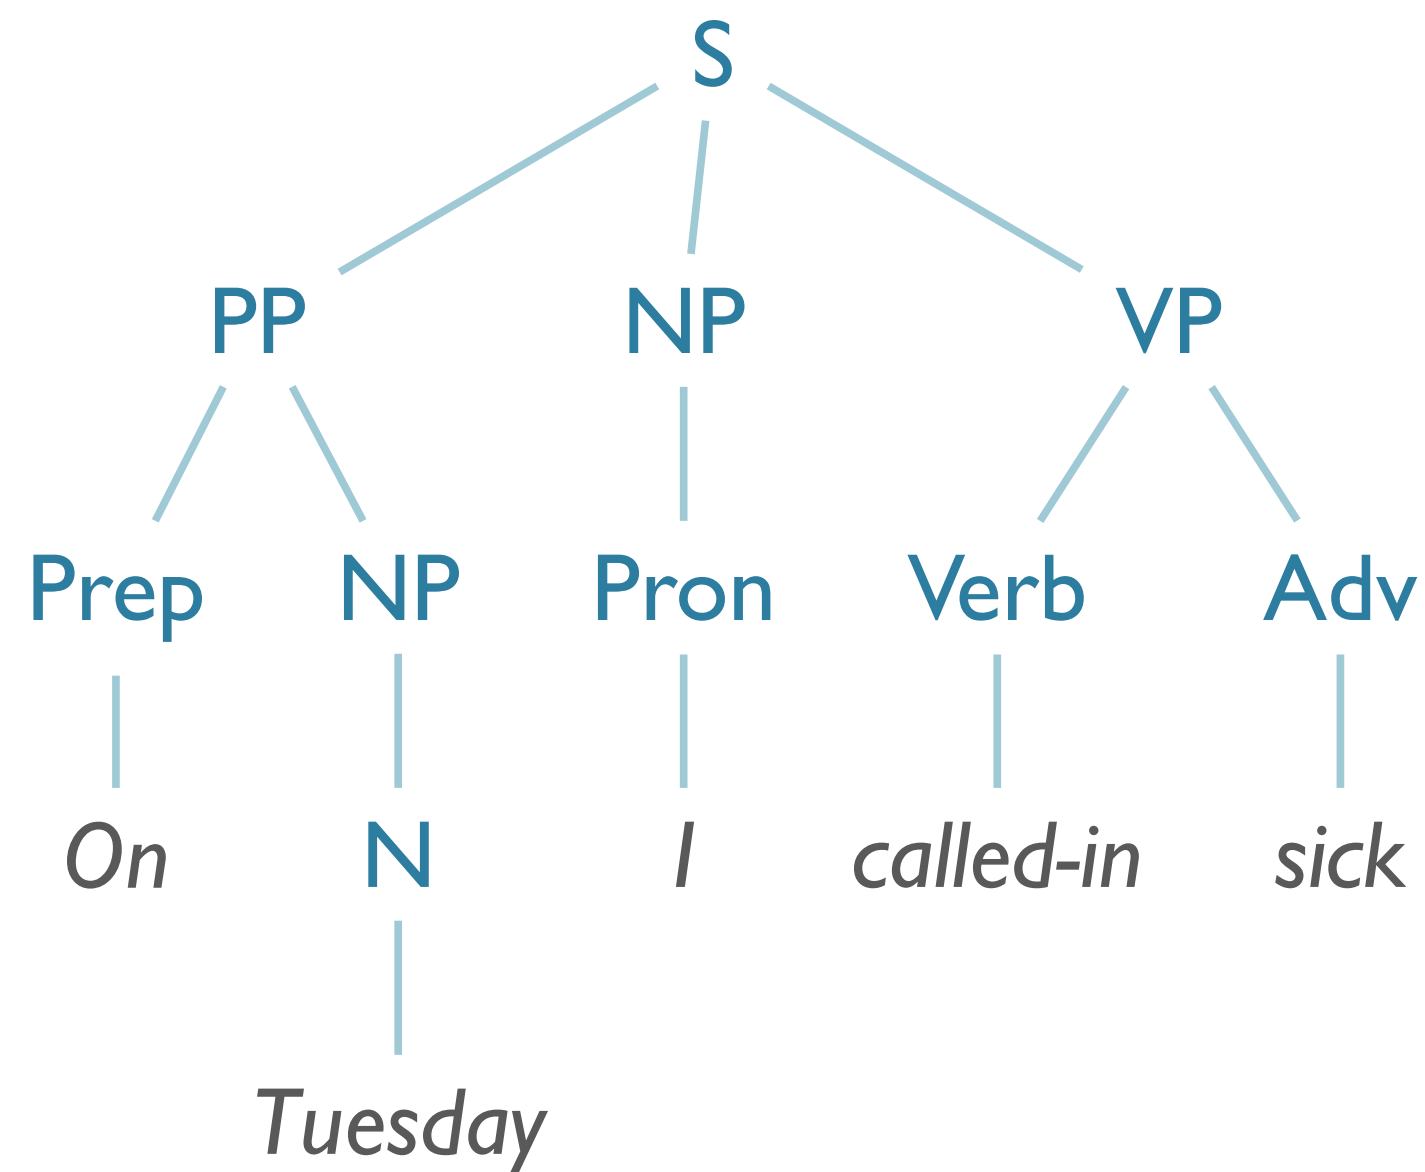 S
PP NP VP
Prep NP Pron Verb Adv
On N I called-in sick
Tuesday